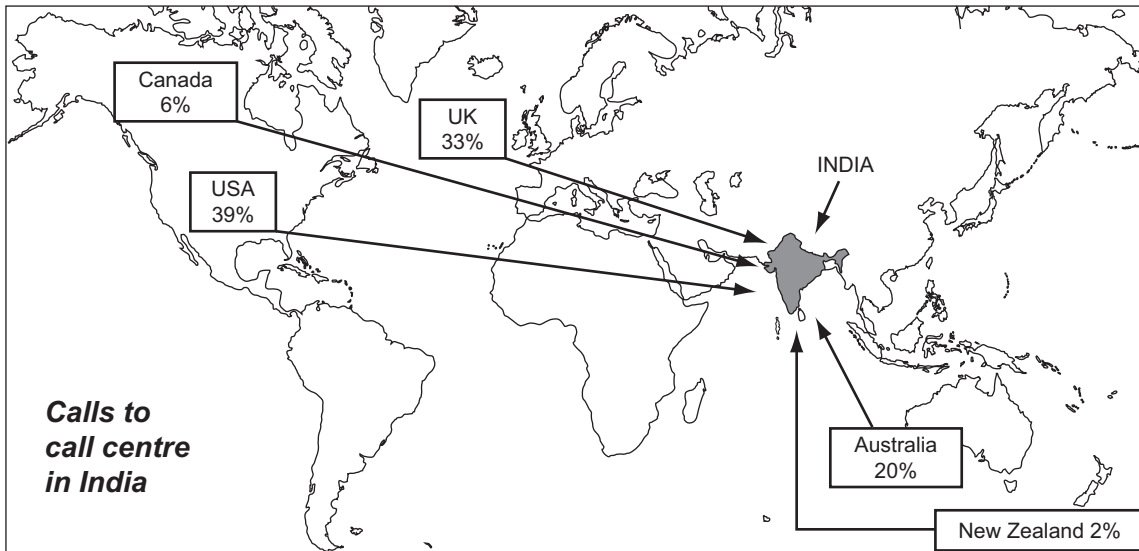 Canada
6%
UK
33%
USA
39%
INDIA
Calls to
call centre
in India
Australia
20%
New Zealand 2%